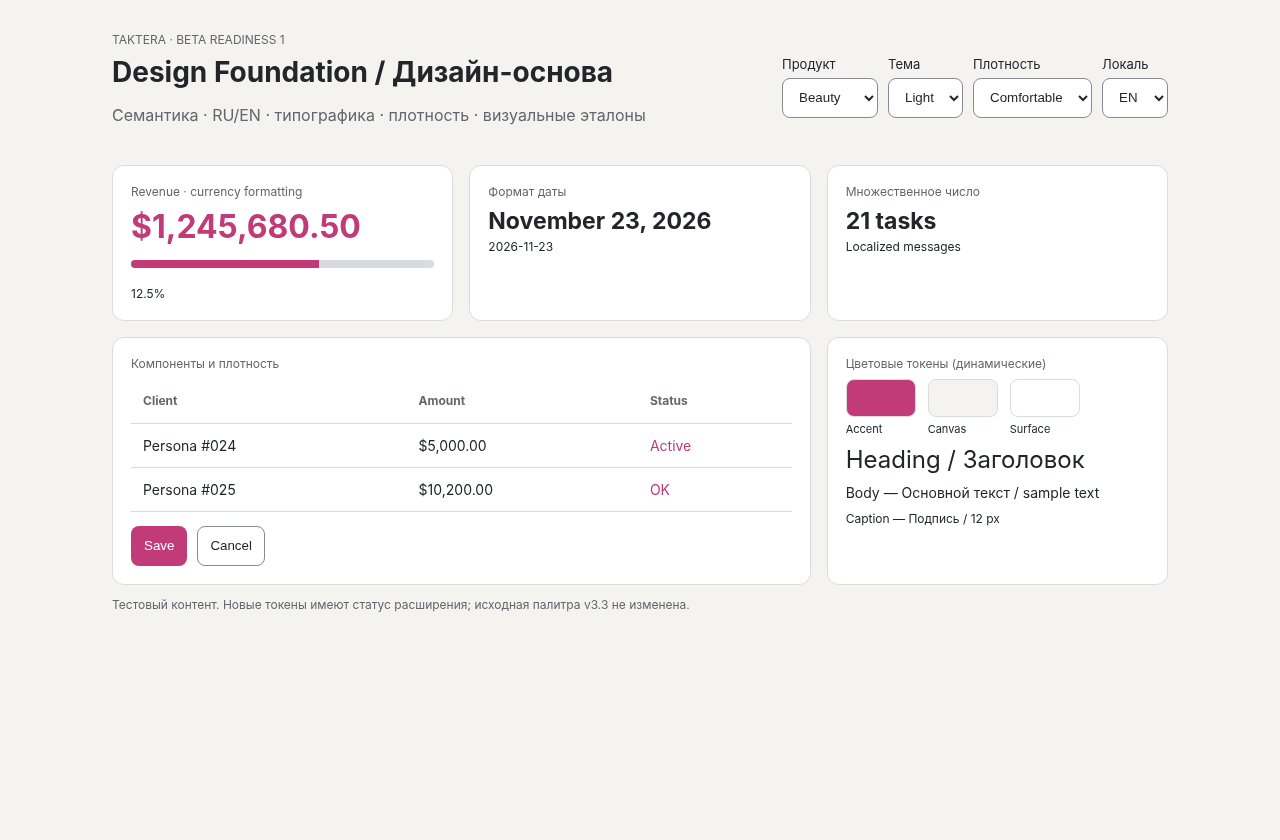 TAKTERA · BETA READINESS 1
Design Foundation / Дизайн-основа
Семантика · RU/EN · типографика · плотность · визуальные эталоны
Продукт Тема Плотность Локаль
Beauty Light Comfortable EN
Revenue · currency formatting
$1,245,680.50
12.5%
Формат даты
November 23, 2026
2026-11-23
Множественное число
21 tasks
Localized messages
Компоненты и плотность
Client Amount Status
Persona #024 $5,000.00 Active
Persona #025 $10,200.00 OK
Save Cancel
Цветовые токены (динамические)
Accent Canvas Surface
Heading / Заголовок
Body — Основной текст / sample text
Caption — Подпись / 12 px
Тестовый контент. Новые токены имеют статус расширения; исходная палитра v3.3 не изменена.